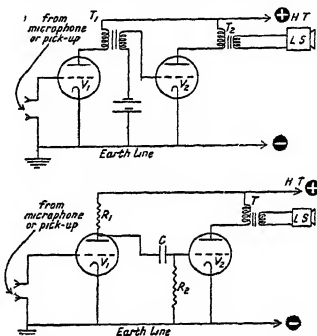 from
microphone
or pick-up
T1
T2
+ HT
LS
V1
V2
Earth Line
-
from
microphone
or pick-up
HT
+
R1
T
LS
C
V1
V2
R2
Earth Line
-